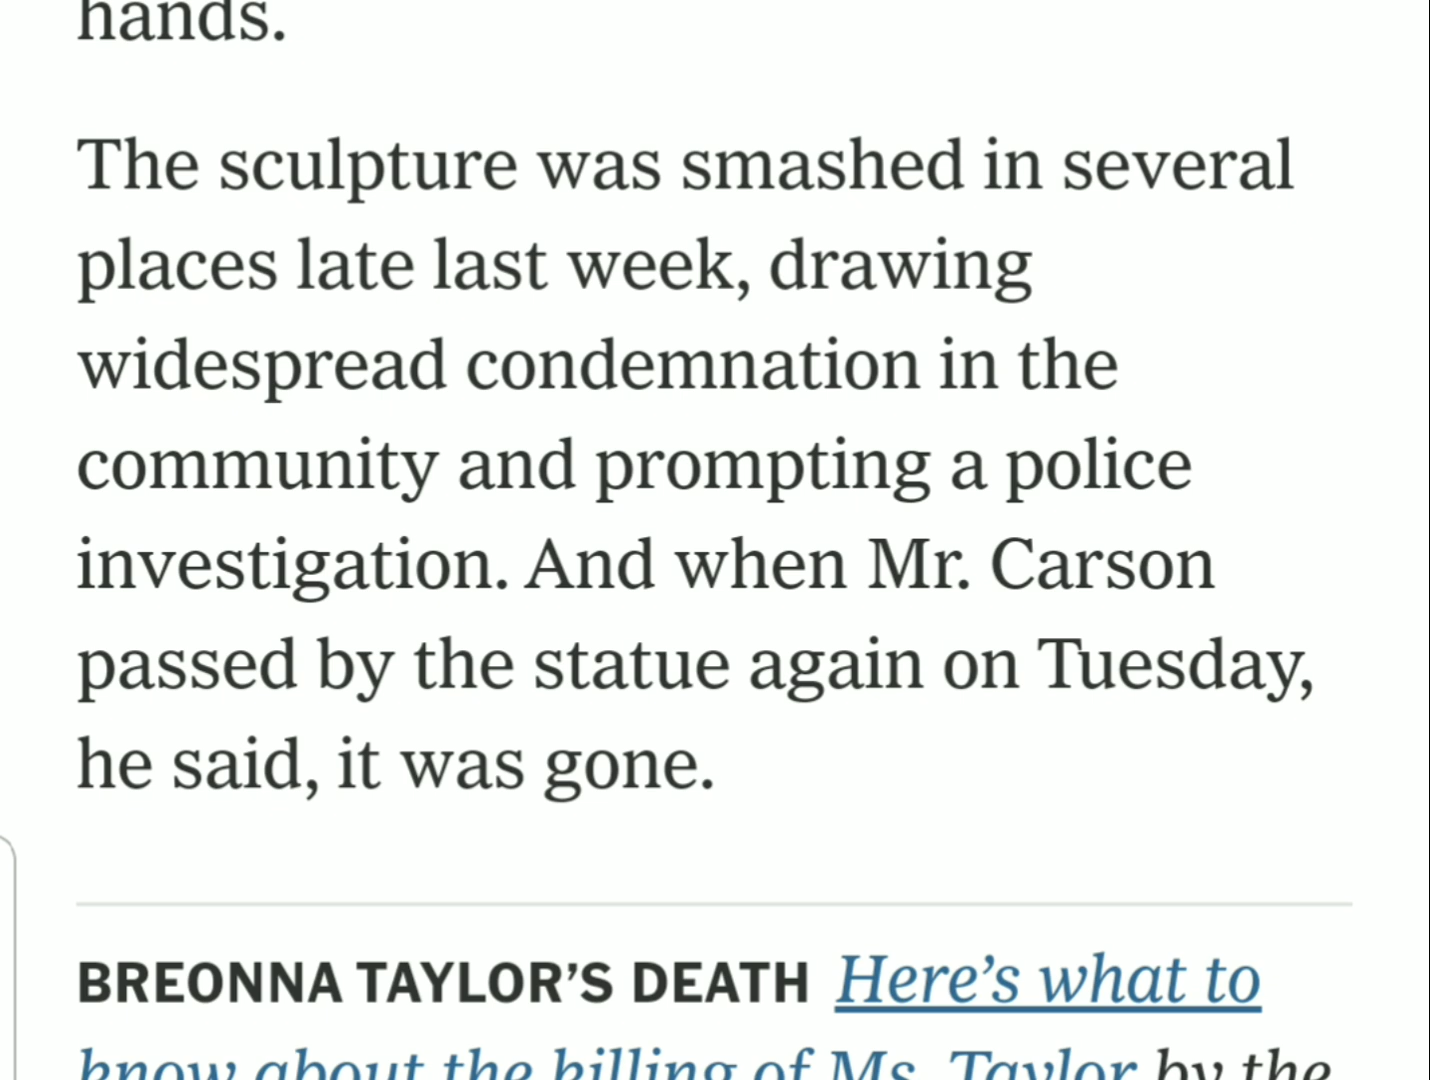 hands.
The sculpture was smashed in several
places late last week, drawing
widespread condemnation in the
community and prompting a police
investigation. And when Mr. Carson
passed by the statue again on Tuesday,
he said, it was gone.
BREONNA TAYLOR’S DEATH Here’s what to
know about the killing of Ms. Taylor by the